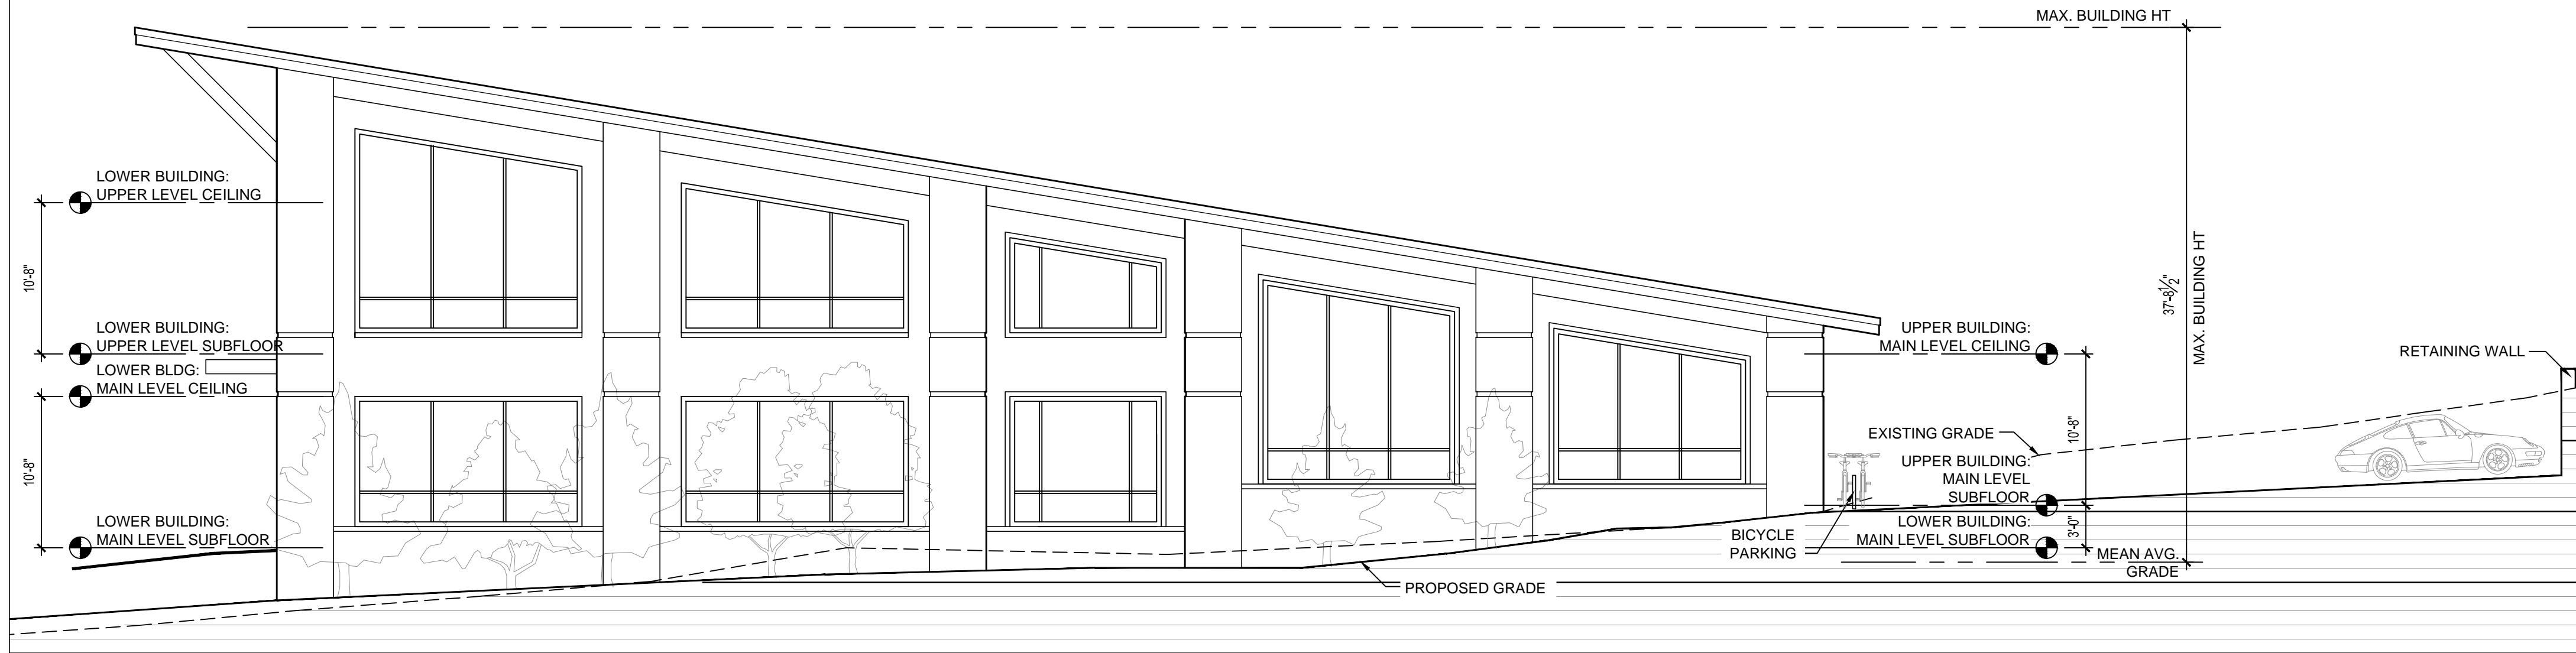 MAX. BUILDING HT
LOWER BUILDING:
UPPER LEVEL CEILING
10'-8"
LOWER BUILDING:
UPPER LEVEL SUBFLOOR
LOWER BLDG:
MAIN LEVEL CEILING
10'-8"
LOWER BUILDING:
MAIN LEVEL SUBFLOOR
UPPER BUILDING:
MAIN LEVEL CEILING
37'-8½"
MAX. BUILDING HT
RETAINING WALL
EXISTING GRADE
10'-8"
UPPER BUILDING:
MAIN LEVEL
SUBFLOOR
LOWER BUILDING:
MAIN LEVEL SUBFLOOR
3'-0"
BICYCLE
PARKING
MEAN AVG.
GRADE
PROPOSED GRADE